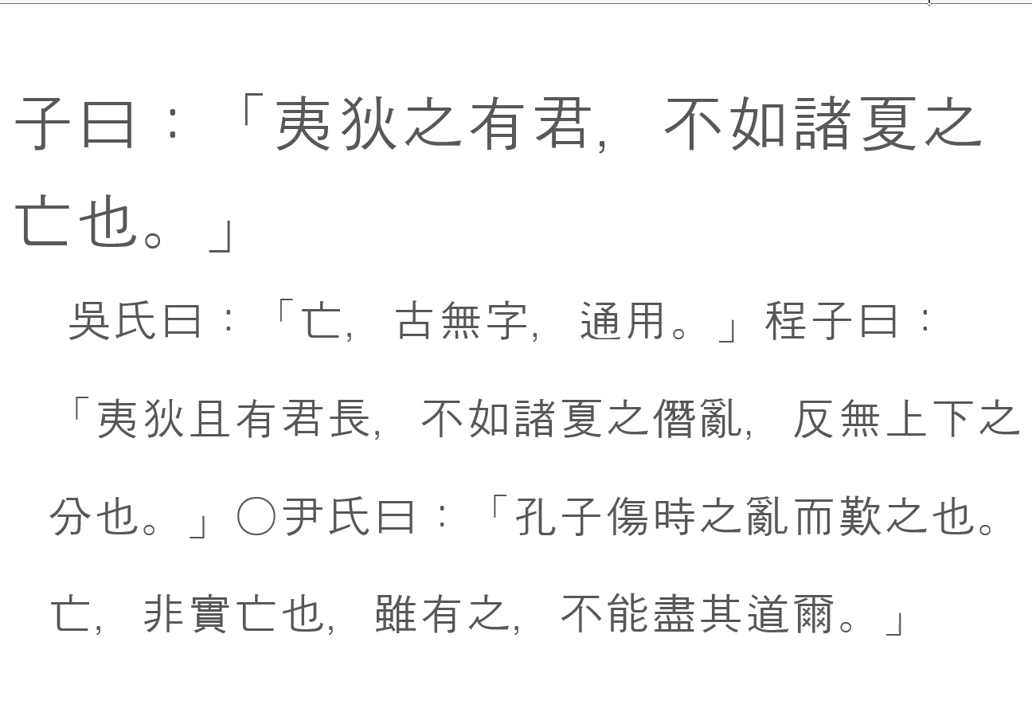 子曰：「夷狄之有君，不如諸夏之
亡也。」
吳氏曰：「亡，古無字，通用。」程子曰：
「夷狄且有君長，不如諸夏之僭亂，反無上下之
分也。」〇尹氏曰：「孔子傷時之亂而歎之也。
亡，非實亡也，雖有之，不能盡其道爾。」